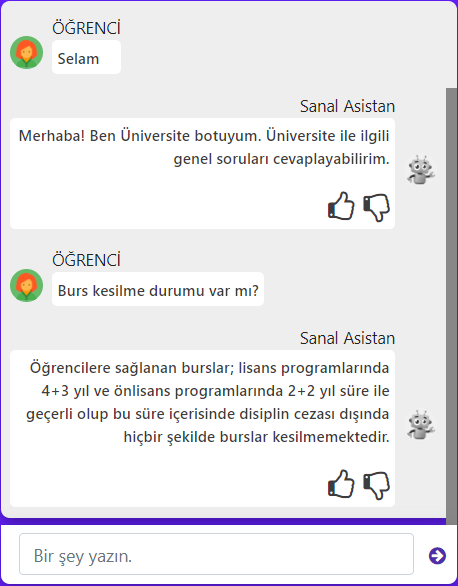 ÖĞRENCİ
Selam
Sanal Asistan
Merhaba! Ben Üniversite botuyum. Üniversite ile ilgili
genel soruları cevaplayabilirim.
ÖĞRENCİ
Burs kesilme durumu var mı?
Sanal Asistan
Öğrencilere sağlanan burslar; lisans programlarında
4+3 yıl ve önlisans programlarında 2+2 yıl süre ile
geçerli olup bu süre içerisinde disiplin cezası dışında
hiçbir şekilde burslar kesilmemektedir.
Bir şey yazın.